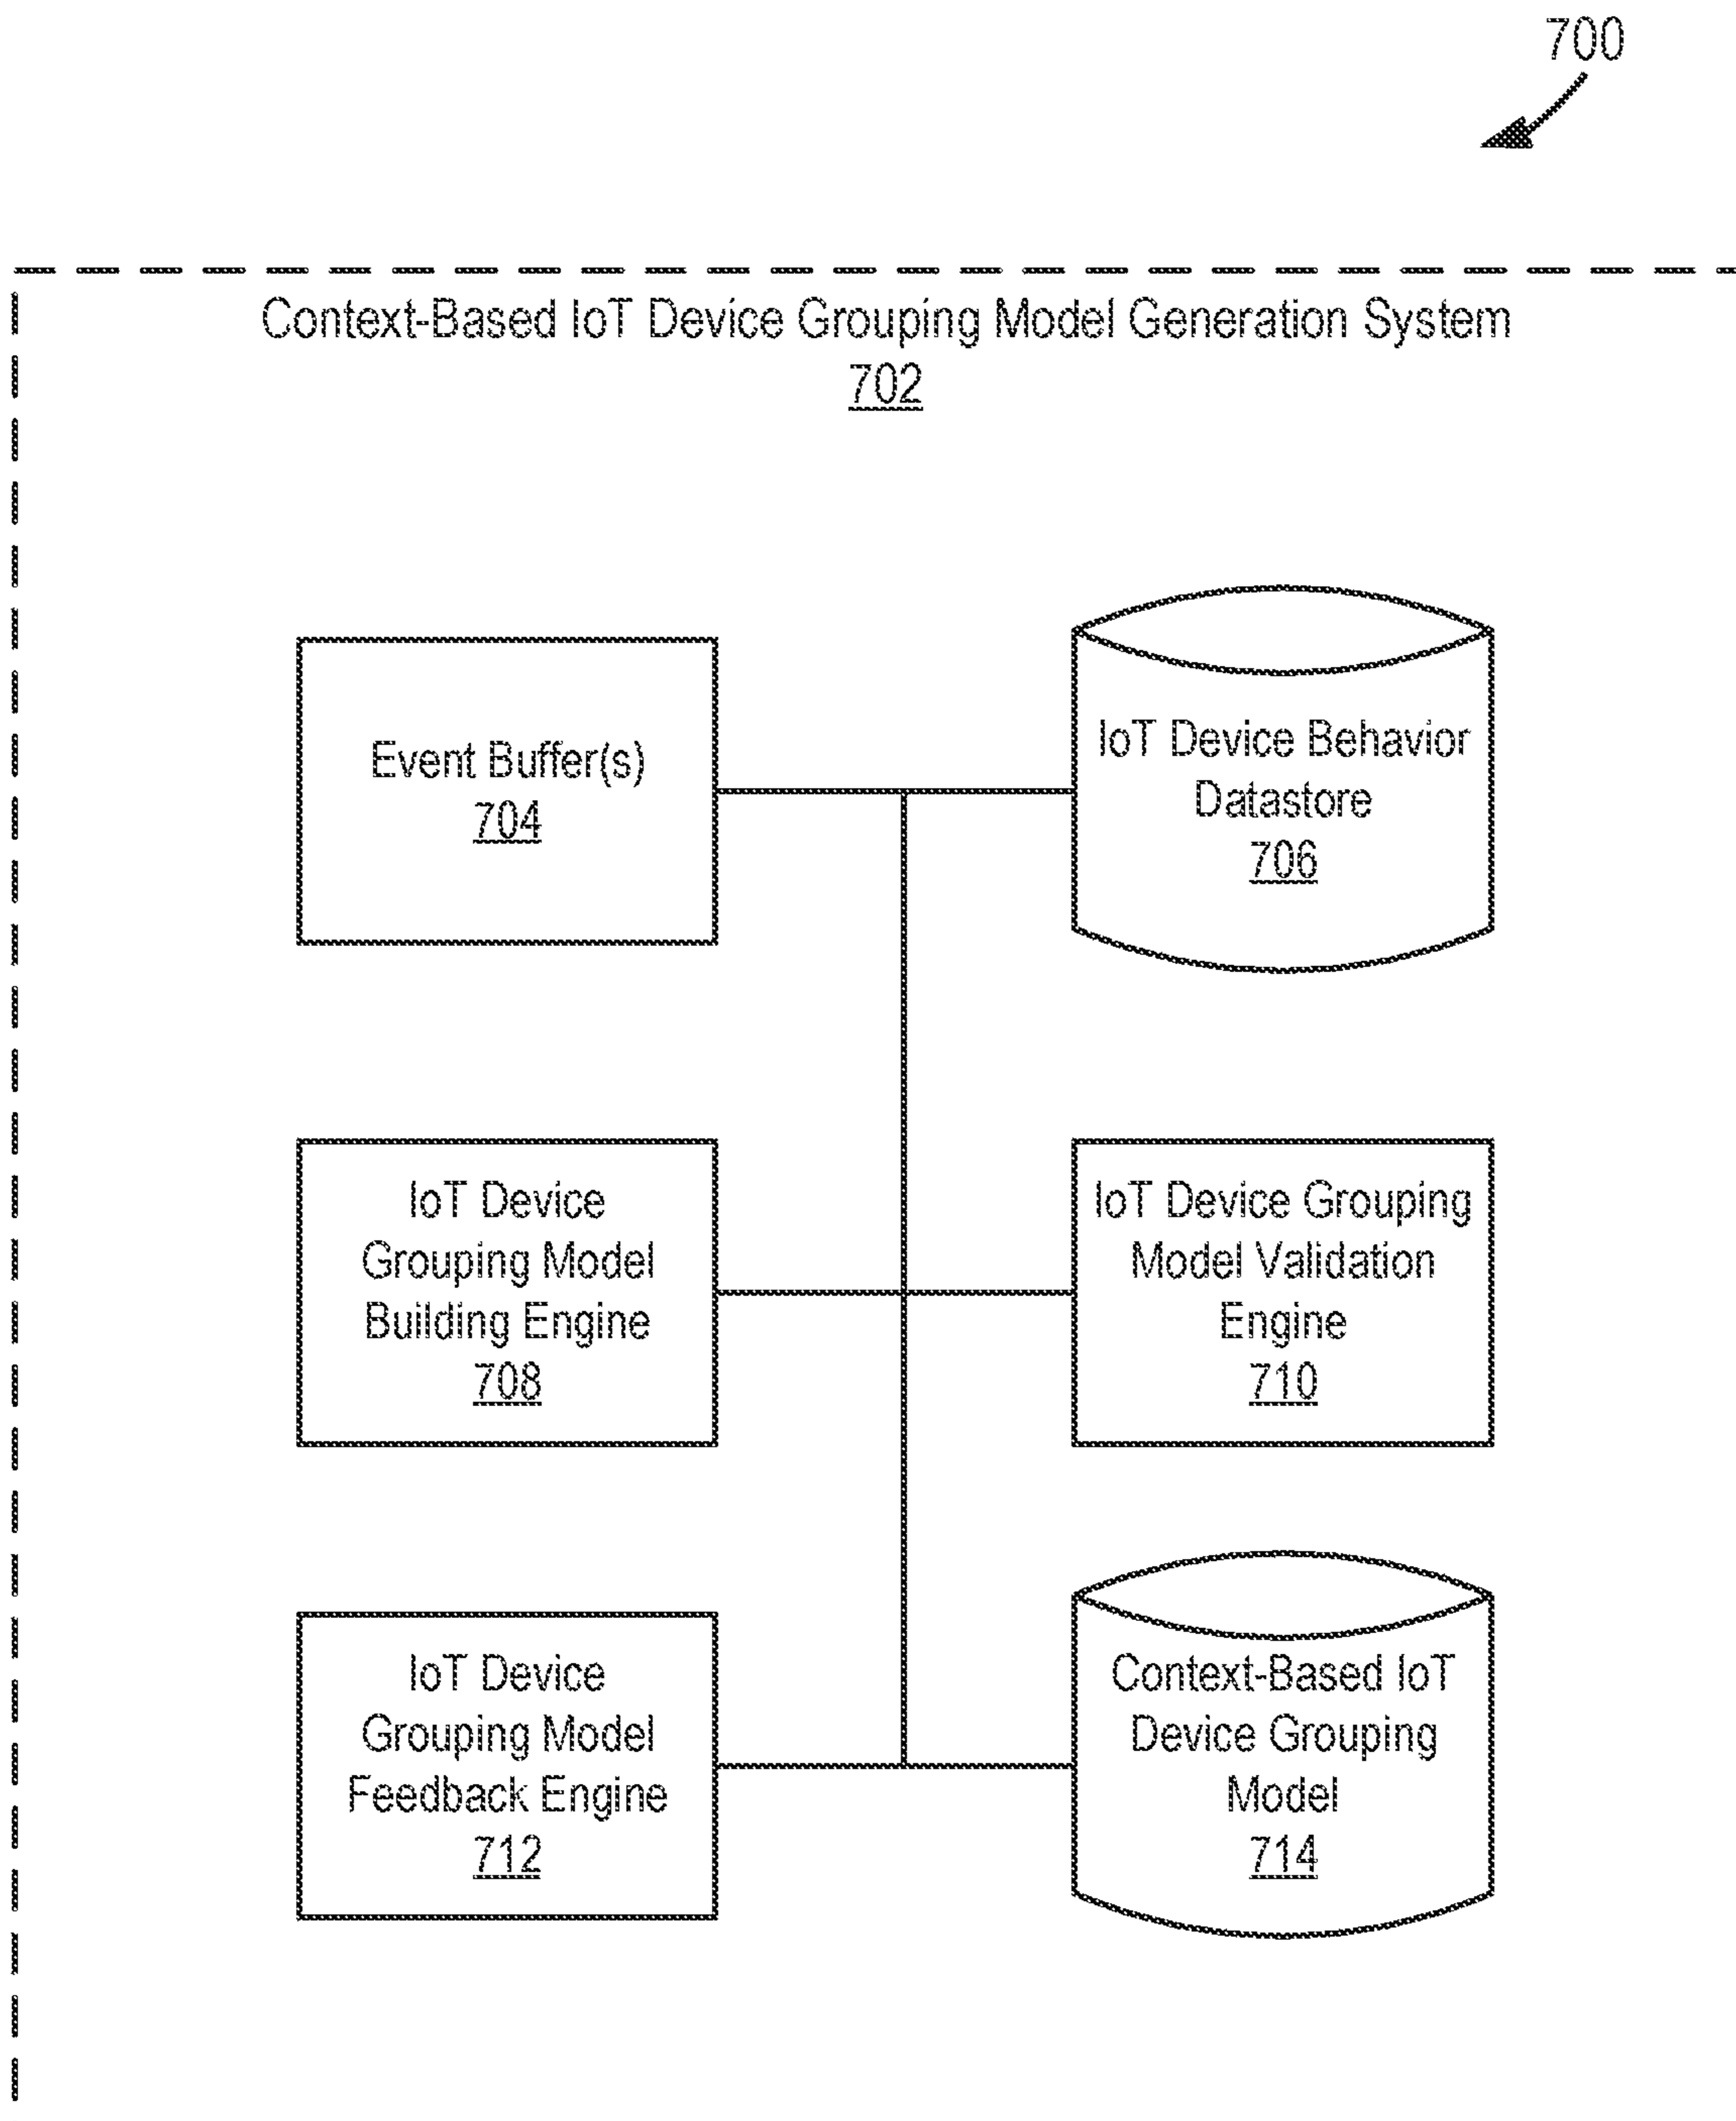 700
Context-Based IoT Device Grouping Model Generation System
702
Event Buffer(s)
704
IoT Device Behavior
Datastore
706
IoT Device
Grouping Model
Building Engine
708
IoT Device Grouping
Model Validation
Engine
710
IoT Device
Grouping Model
Feedback Engine
712
Context-Based IoT
Device Grouping
Model
714